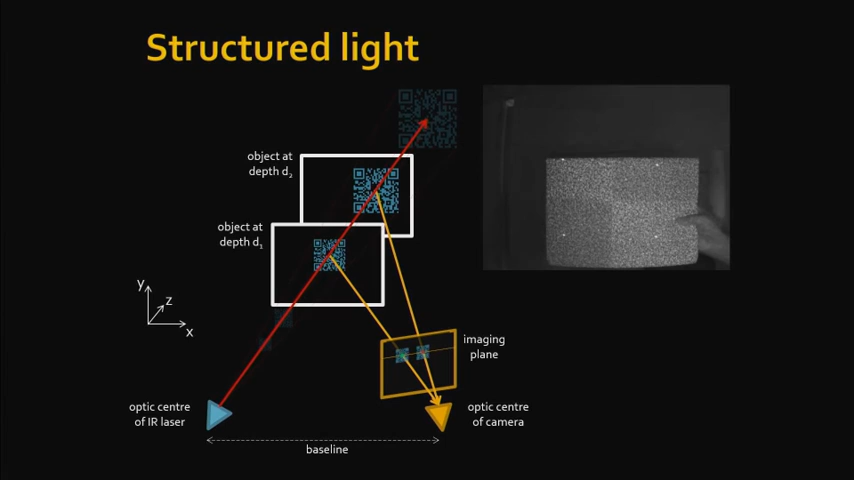 Structured light
object at
depth d₂
object at
depth d₁
y
z
x
imaging
plane
optic centre
of IR laser
optic centre
of camera
baseline